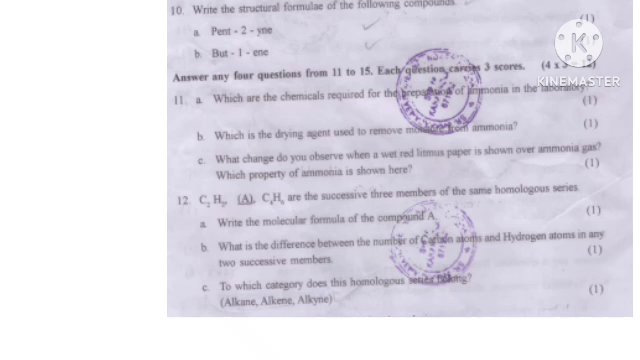 10. Write the structural formulae of the following compounds.
(1)
a. Pent - 2 - yne
b. But - 1 - ene
KINEMASTER
Answer any four questions from 11 to 15. Each question carries 3 scores. (4 x
11. a. Which are the chemicals required for the preparation of ammonia in the laboratory?
(1)
b. Which is the drying agent used to remove moisture from ammonia? (1)
c. What change do you observe when a wet red litmus paper is shown over ammonia gas?
Which property of ammonia is shown here? (1)
12. C2 H2, (A), C4H6 are the successive three members of the same homologous series.
a. Write the molecular formula of the compound A. (1)
b. What is the difference between the number of Carbon atoms and Hydrogen atoms in any
two successive members. (1)
c. To which category does this homologous series belong?
(Alkane, Alkene, Alkyne) (1)